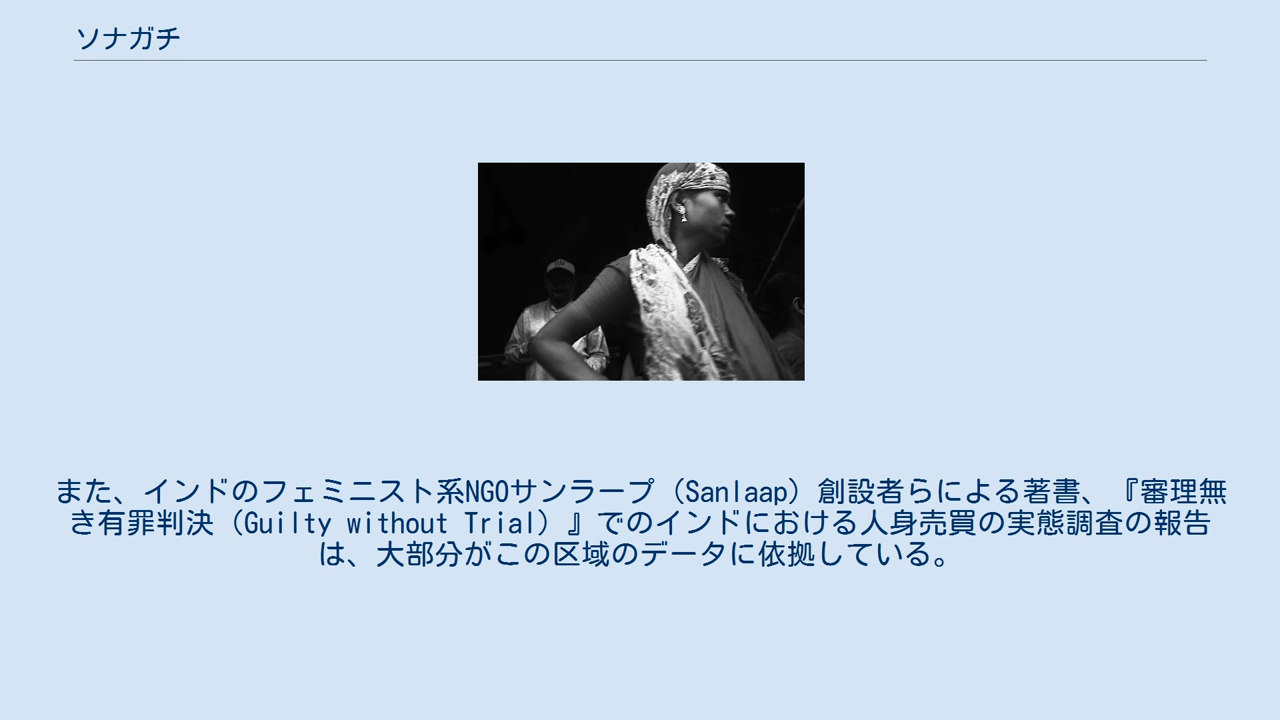 ソナガチ
また、インドのフェミニスト系NGOサンラープ（Sanlaap）創設者らによる著書、『審理無
き有罪判決（Guilty without Trial）』でのインドにおける人身売買の実態調査の報告
は、大部分がこの区域のデータに依拠している。